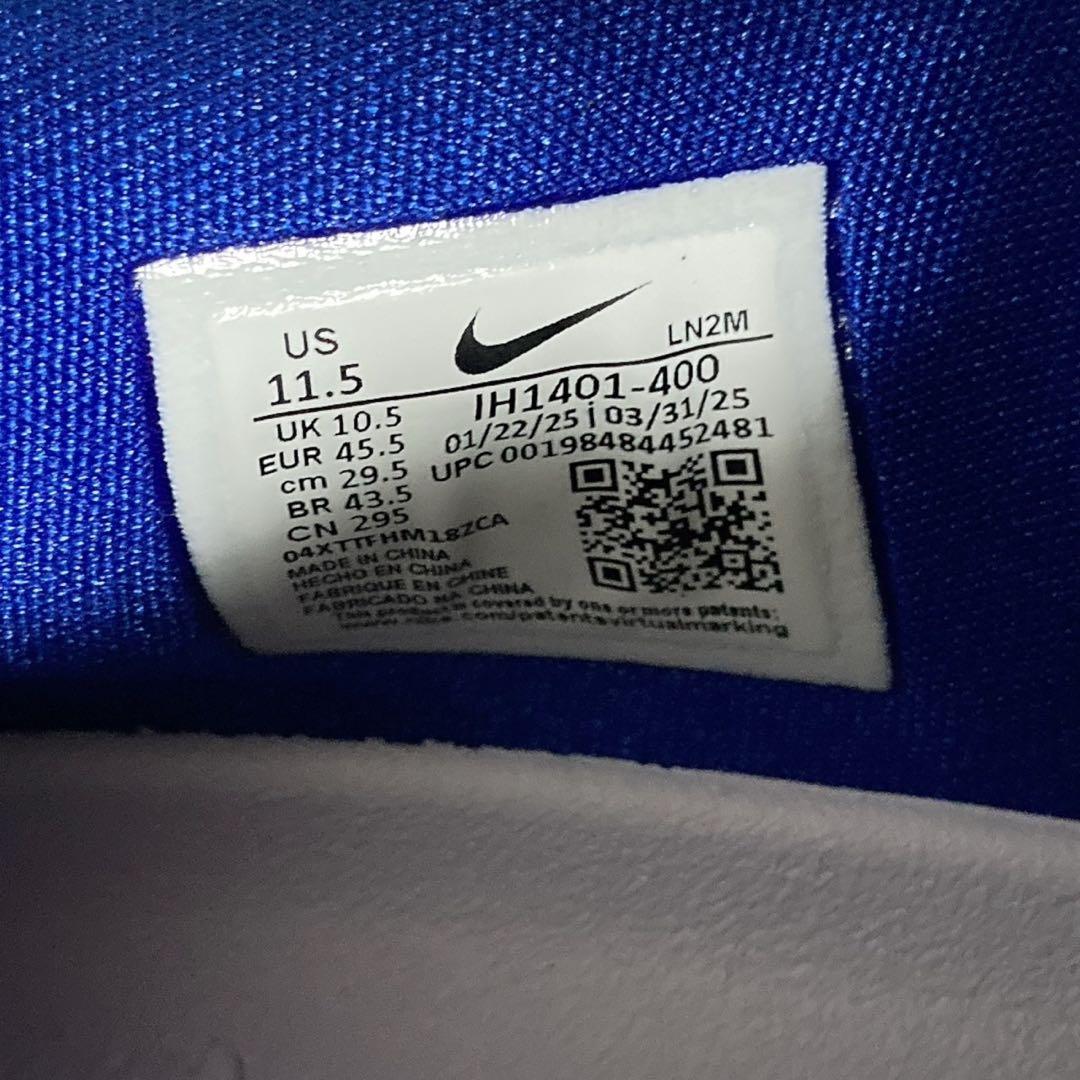 US
11.5
LN2M
UK 10.5
EUR 45.5
cm 29.5
BR 43.5
CN 295
IH1401-400
01/22/25 | 03/31/25
UPC 00198484452481
04XTTFHM18ZCA
MADE IN CHINA
HECHO EN CHINA
FABRIQUE EN CHINE
FABRICADO NA CHINA
This product is covered by one or more patents:
www.nike.com/patentsvirtualmarking